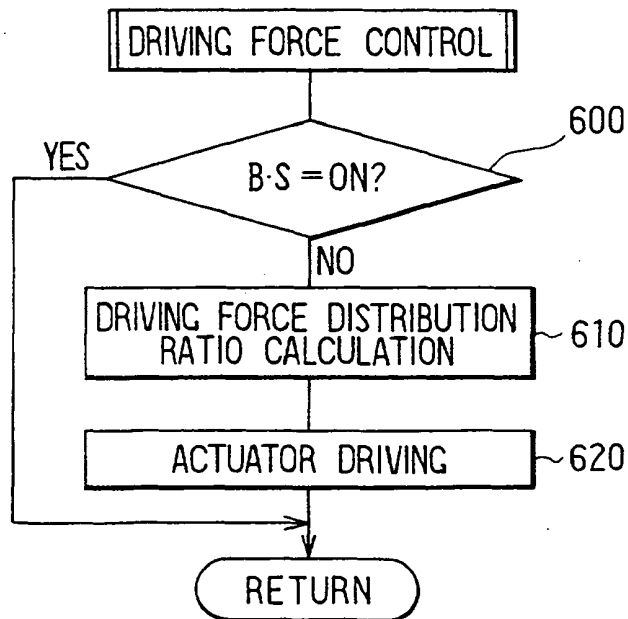 DRIVING FORCE CONTROL
600
YES
B·S=ON?
NO
DRIVING FORCE DISTRIBUTION
RATIO CALCULATION
610
ACTUATOR DRIVING
620
RETURN